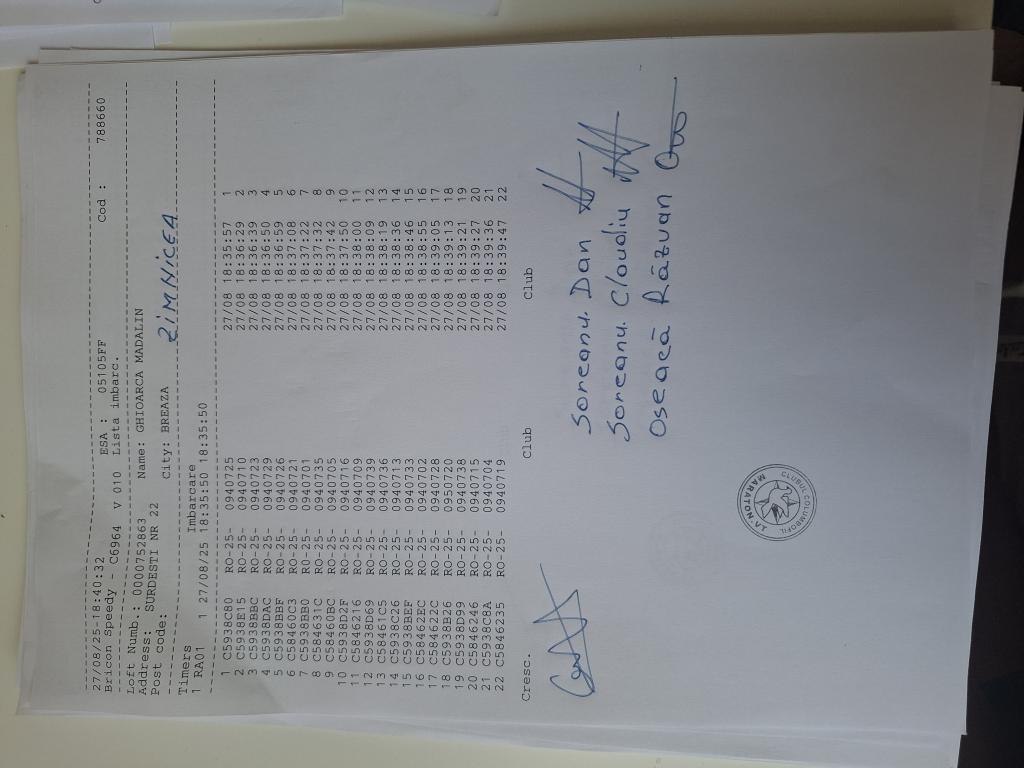 27/08/25-18:40:32 ESA : 05105FF Cod : 788660
Bricon Speedy - C6964 V 010 Lista imbarc.
Loft Numb.: 0000752863 Name: GHIOARCA MADALIN
Address: SURDESTI NR 22 City: BREAZA
Post code:
ZIMNICEA
Timers Imbarcare
1 RA01 1 27/08/25 18:35:50 18:35:50
1 C5938C80 RO-25- 0940725 27/08 18:35:57 1
2 C5938E15 RO-25- 0940710 27/08 18:36:29 2
3 C5938BBC RO-25- 0940723 27/08 18:36:39 3
4 C5938DAC RO-25- 0940729 27/08 18:36:50 4
5 C5938BBF RO-25- 0940726 27/08 18:36:59 5
6 C58460C3 RO-25- 0940721 27/08 18:37:08 6
7 C5938BB0 RO-25- 0940701 27/08 18:37:22 7
8 C584631C RO-25- 0940735 27/08 18:37:32 8
9 C58460BC RO-25- 0940705 27/08 18:37:42 9
10 C5938D2F RO-25- 0940716 27/08 18:37:50 10
11 C5846216 RO-25- 0940709 27/08 18:38:00 11
12 C5938D69 RO-25- 0940739 27/08 18:38:09 12
13 C58461C5 RO-25- 0940736 27/08 18:38:19 13
14 C5938C26 RO-25- 0940713 27/08 18:38:36 14
15 C5938BEF RO-25- 0940733 27/08 18:38:46 15
16 C58462EC RO-25- 0940702 27/08 18:38:55 16
17 C584622C RO-25- 0940728 27/08 18:39:05 17
18 C5938B26 RO-25- 0950720 27/08 18:39:13 18
19 C5938D99 RO-25- 0940738 27/08 18:39:21 19
20 C5846246 RO-25- 0940715 27/08 18:39:27 20
21 C5938C8A RO-25- 0940704 27/08 18:39:36 21
22 C5846235 RO-25- 0940719 27/08 18:39:47 22
Cresc. Club Club
Soreanu Dan
Soreanu Claudiu
Oseacă Răzvan
CLUBUL COLUMBOFIL
MARATON VT